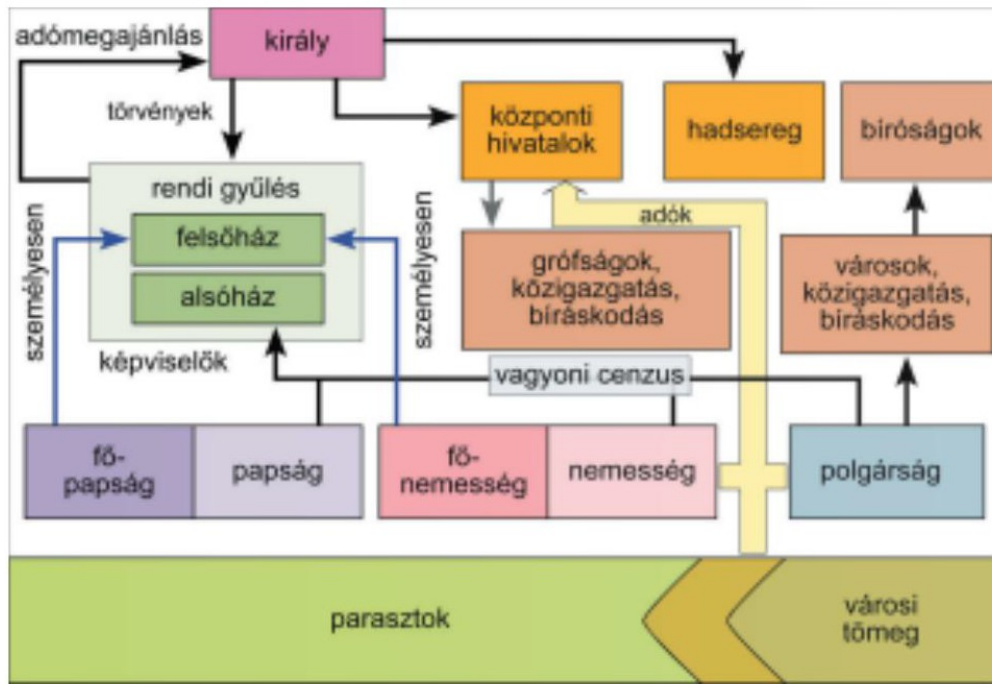 adómegajánlás
király
törvények
központi
hivatalok
hadsereg
bíróságok
rendi gyűlés
felsőház
alsóház
személyesen
személyesen
adók
grófságok,
közigazgatás,
bíráskodás
városok,
közigazgatás,
bíráskodás
képviselők
vagyoni cenzus
fő-
papság
papság
fő-
nemesség
nemesség
polgárság
parasztok
városi
tömeg